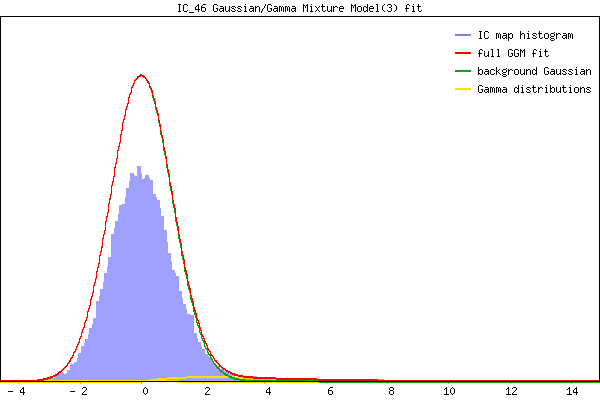 IC_46 Gaussian/Gamma Mixture Model(3) fit
IC map histogram
full GGM fit
background Gaussian
Gamma distributions
-4 -2 0 2 4 6 8 10 12 14